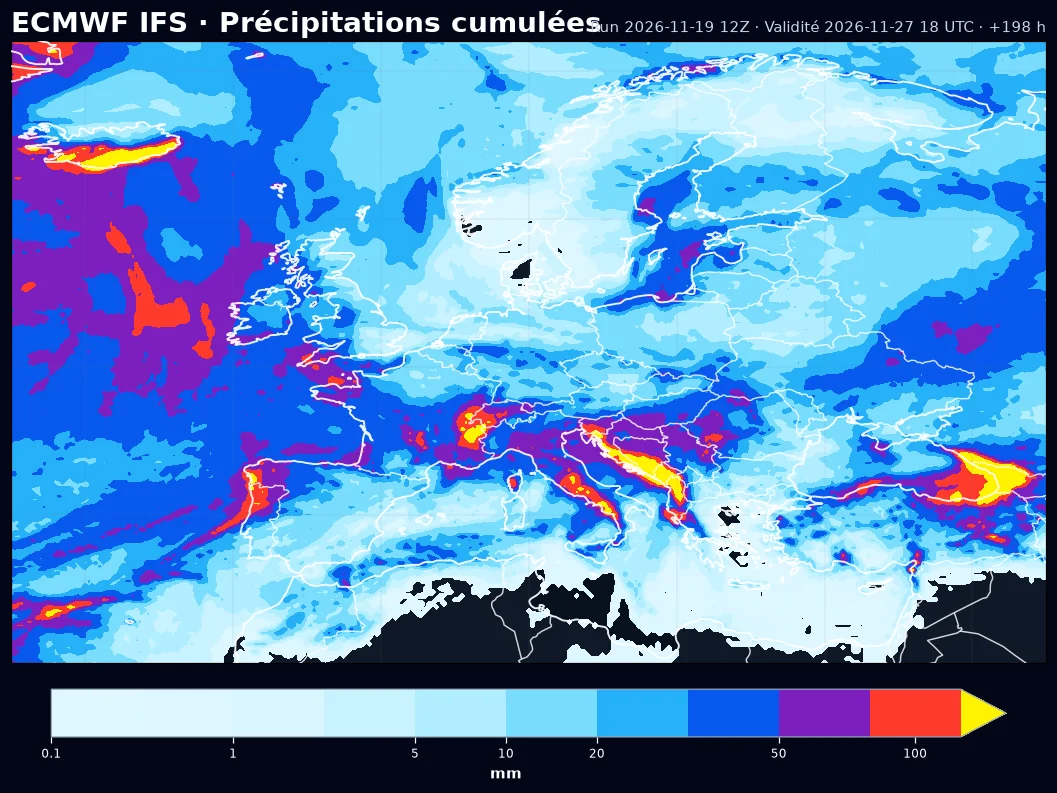 ECMWF IFS · Précipitations cumulées
Run 2026-11-19 12Z · Validité 2026-11-27 18 UTC · +198 h
0.1 1 5 10 20 50 100
mm